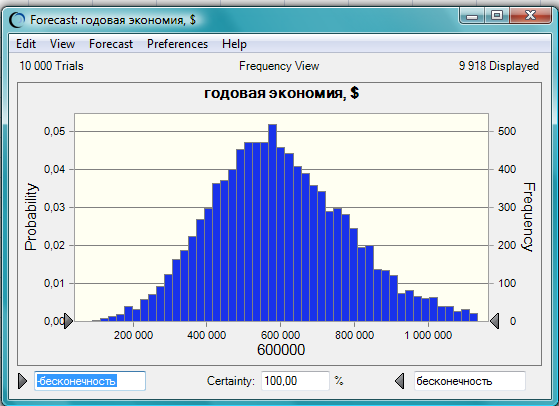 Forecast: годовая экономия, $
Edit View Forecast Preferences Help
10 000 Trials Frequency View 9 918 Displayed
годовая экономия, $
0,05 500
0,04 400
0,03 300
0,02 200
0,01 100
0,00 0
Probability
Frequency
200 000 400 000 600 000 800 000 1 000 000
600000
-бесконечность Certainty: 100,00 % бесконечность